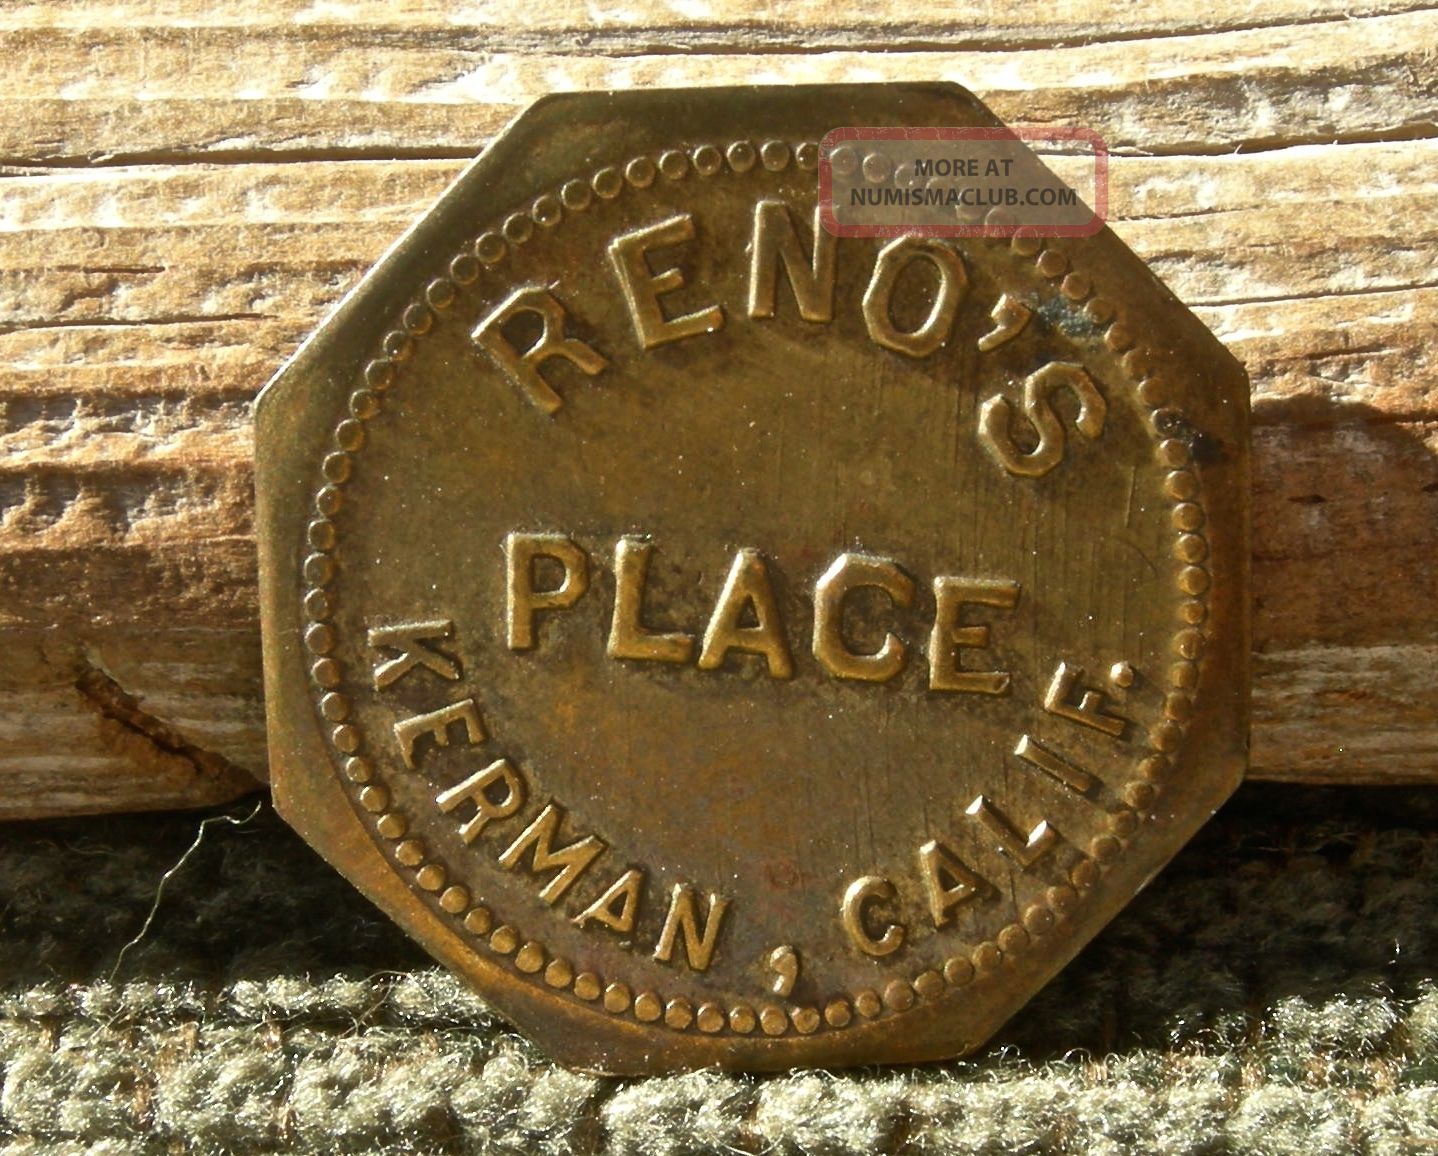 MORE AT
NUMISMACLUB.COM
RENO'S
PLACE
KERMAN, CALIF.